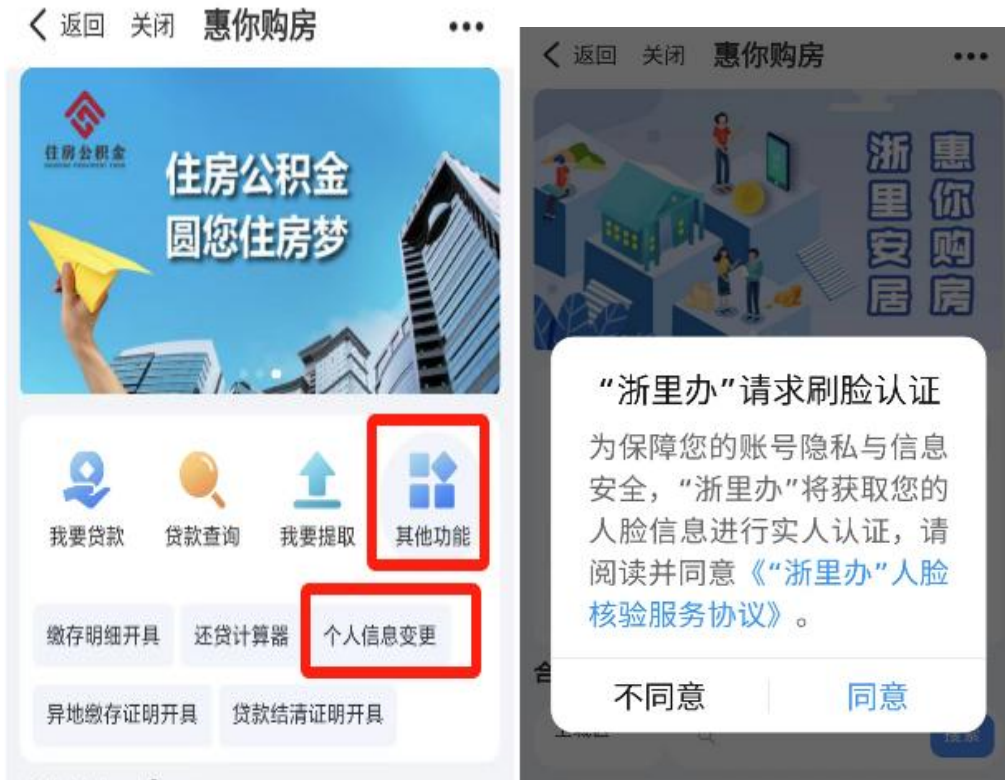 返回 关闭 惠你购房
住房公积金
住房公积金
圆您住房梦
我要贷款 贷款查询 我要提取 其他功能
缴存明细开具 还贷计算器 个人信息变更
异地缴存证明开具 贷款结清证明开具
返回 关闭 惠你购房
惠你购房
浙里安居
“浙里办”请求刷脸认证
为保障您的账号隐私与信息
安全，“浙里办”将获取您的
人脸信息进行实人认证，请
阅读并同意《“浙里办”人脸
核验服务协议》。
不同意 同意
搜索